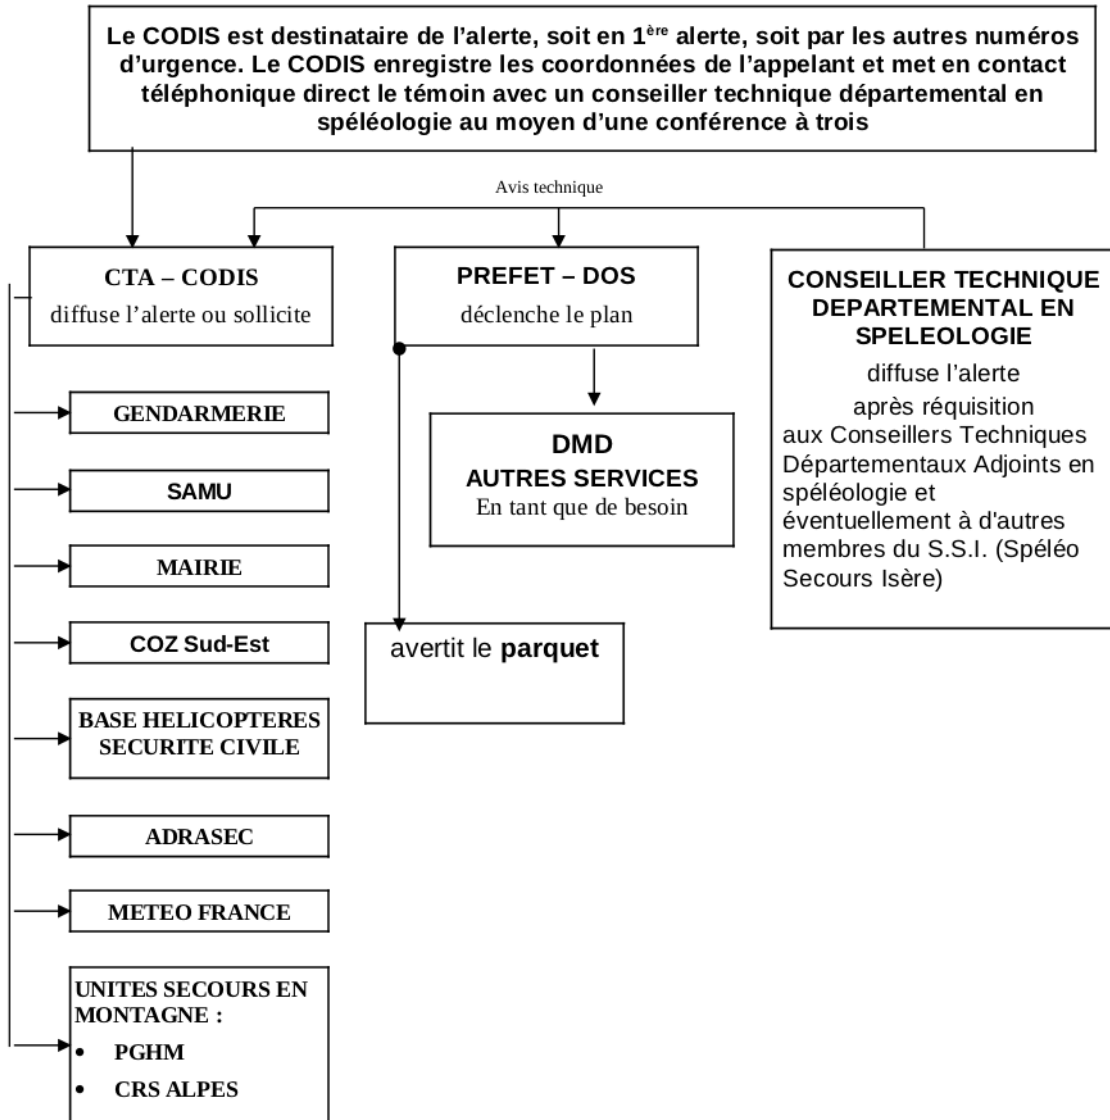 Le CODIS est destinataire de l’alerte, soit en 1ère alerte, soit par les autres numéros
d’urgence. Le CODIS enregistre les coordonnées de l’appelant et met en contact
téléphonique direct le témoin avec un conseiller technique départemental en
spéléologie au moyen d’une conférence à trois
Avis technique
CTA – CODIS
diffuse l’alerte ou sollicite
PREFET – DOS
déclenche le plan
CONSEILLER TECHNIQUE
DEPARTEMENTAL EN
SPELEOLOGIE
diffuse l’alerte
après réquisition
aux Conseillers Techniques
Départementaux Adjoints en
spéléologie et
éventuellement à d'autres
membres du S.S.I. (Spéléo
Secours Isère)
GENDARMERIE
SAMU
MAIRIE
COZ Sud-Est
BASE HELICOPTERES
SECURITE CIVILE
ADRASEC
METEO FRANCE
UNITES SECOURS EN
MONTAGNE :
• PGHM
• CRS ALPES
DMD
AUTRES SERVICES
En tant que de besoin
avertit le parquet